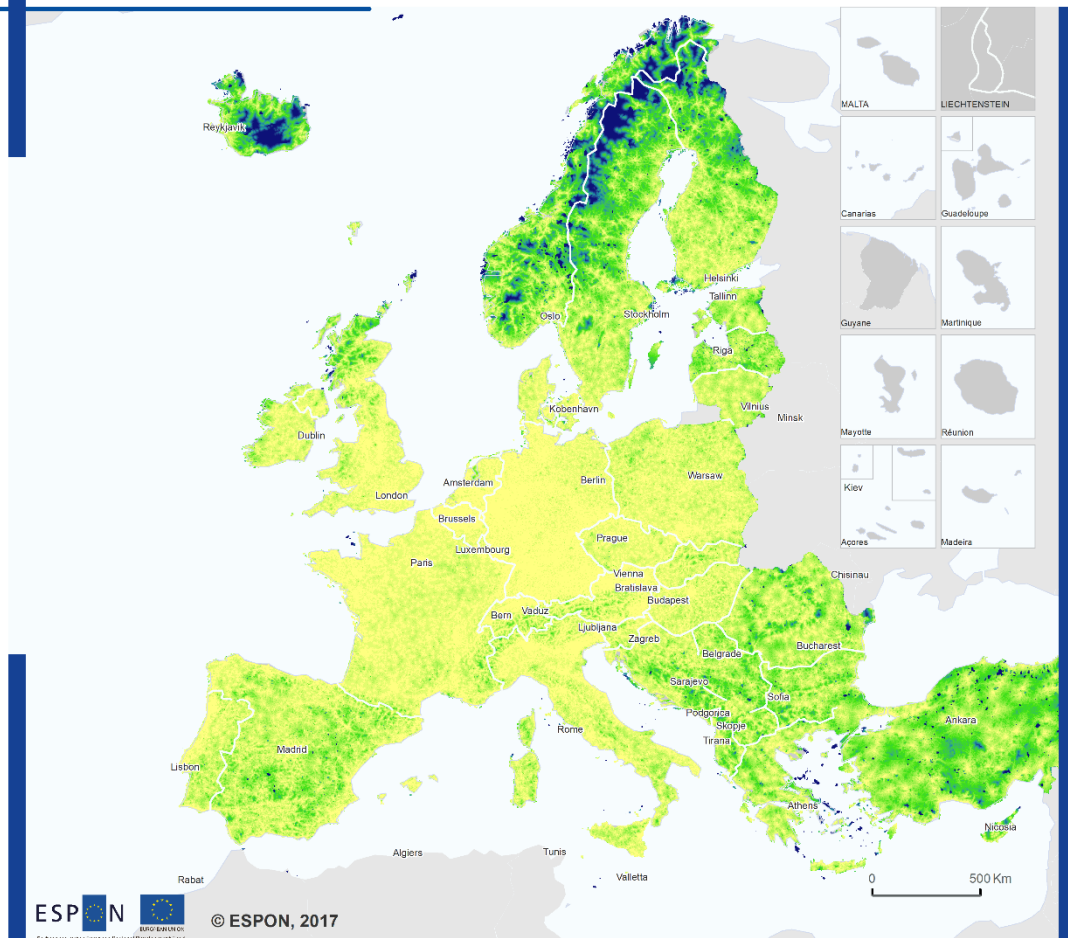 MALTA
LIECHTENSTEIN
Reykjavik
Canarias
Guadeloupe
Helsinki
Tallinn
Oslo
Stockholm
Guyane
Martinique
Riga
Kobenhavn
Vilnius
Minsk
Dublin
Mayotte
Réunion
Amsterdam
Berlin
Warsaw
London
Kiev
Brussels
Prague
Açores
Madeira
Luxembourg
Paris
Vienna
Chisinau
Bratislava
Budapest
Bern
Vaduz
Ljubljana
Zagreb
Bucharest
Belgrade
Sarajevo
Sofia
Podgorica
Skopje
Ankara
Rome
Tirana
Madrid
Lisbon
Athens
Nicosia
Algiers
Tunis
Valletta
Rabat
0 500 Km
ESPON
EUROPEAN UNION
© ESPON, 2017